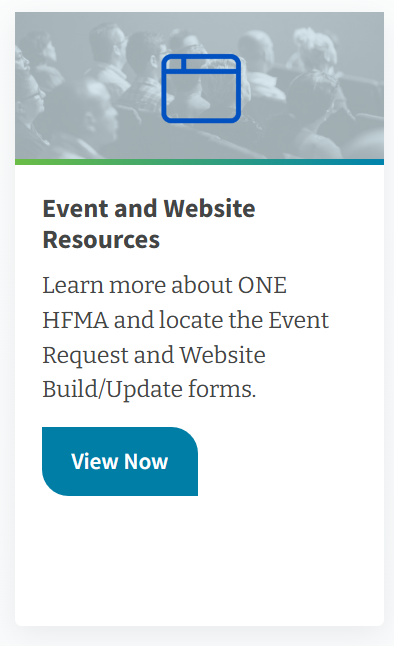 Event and Website
Resources
Learn more about ONE
HFMA and locate the Event
Request and Website
Build/Update forms.
View Now